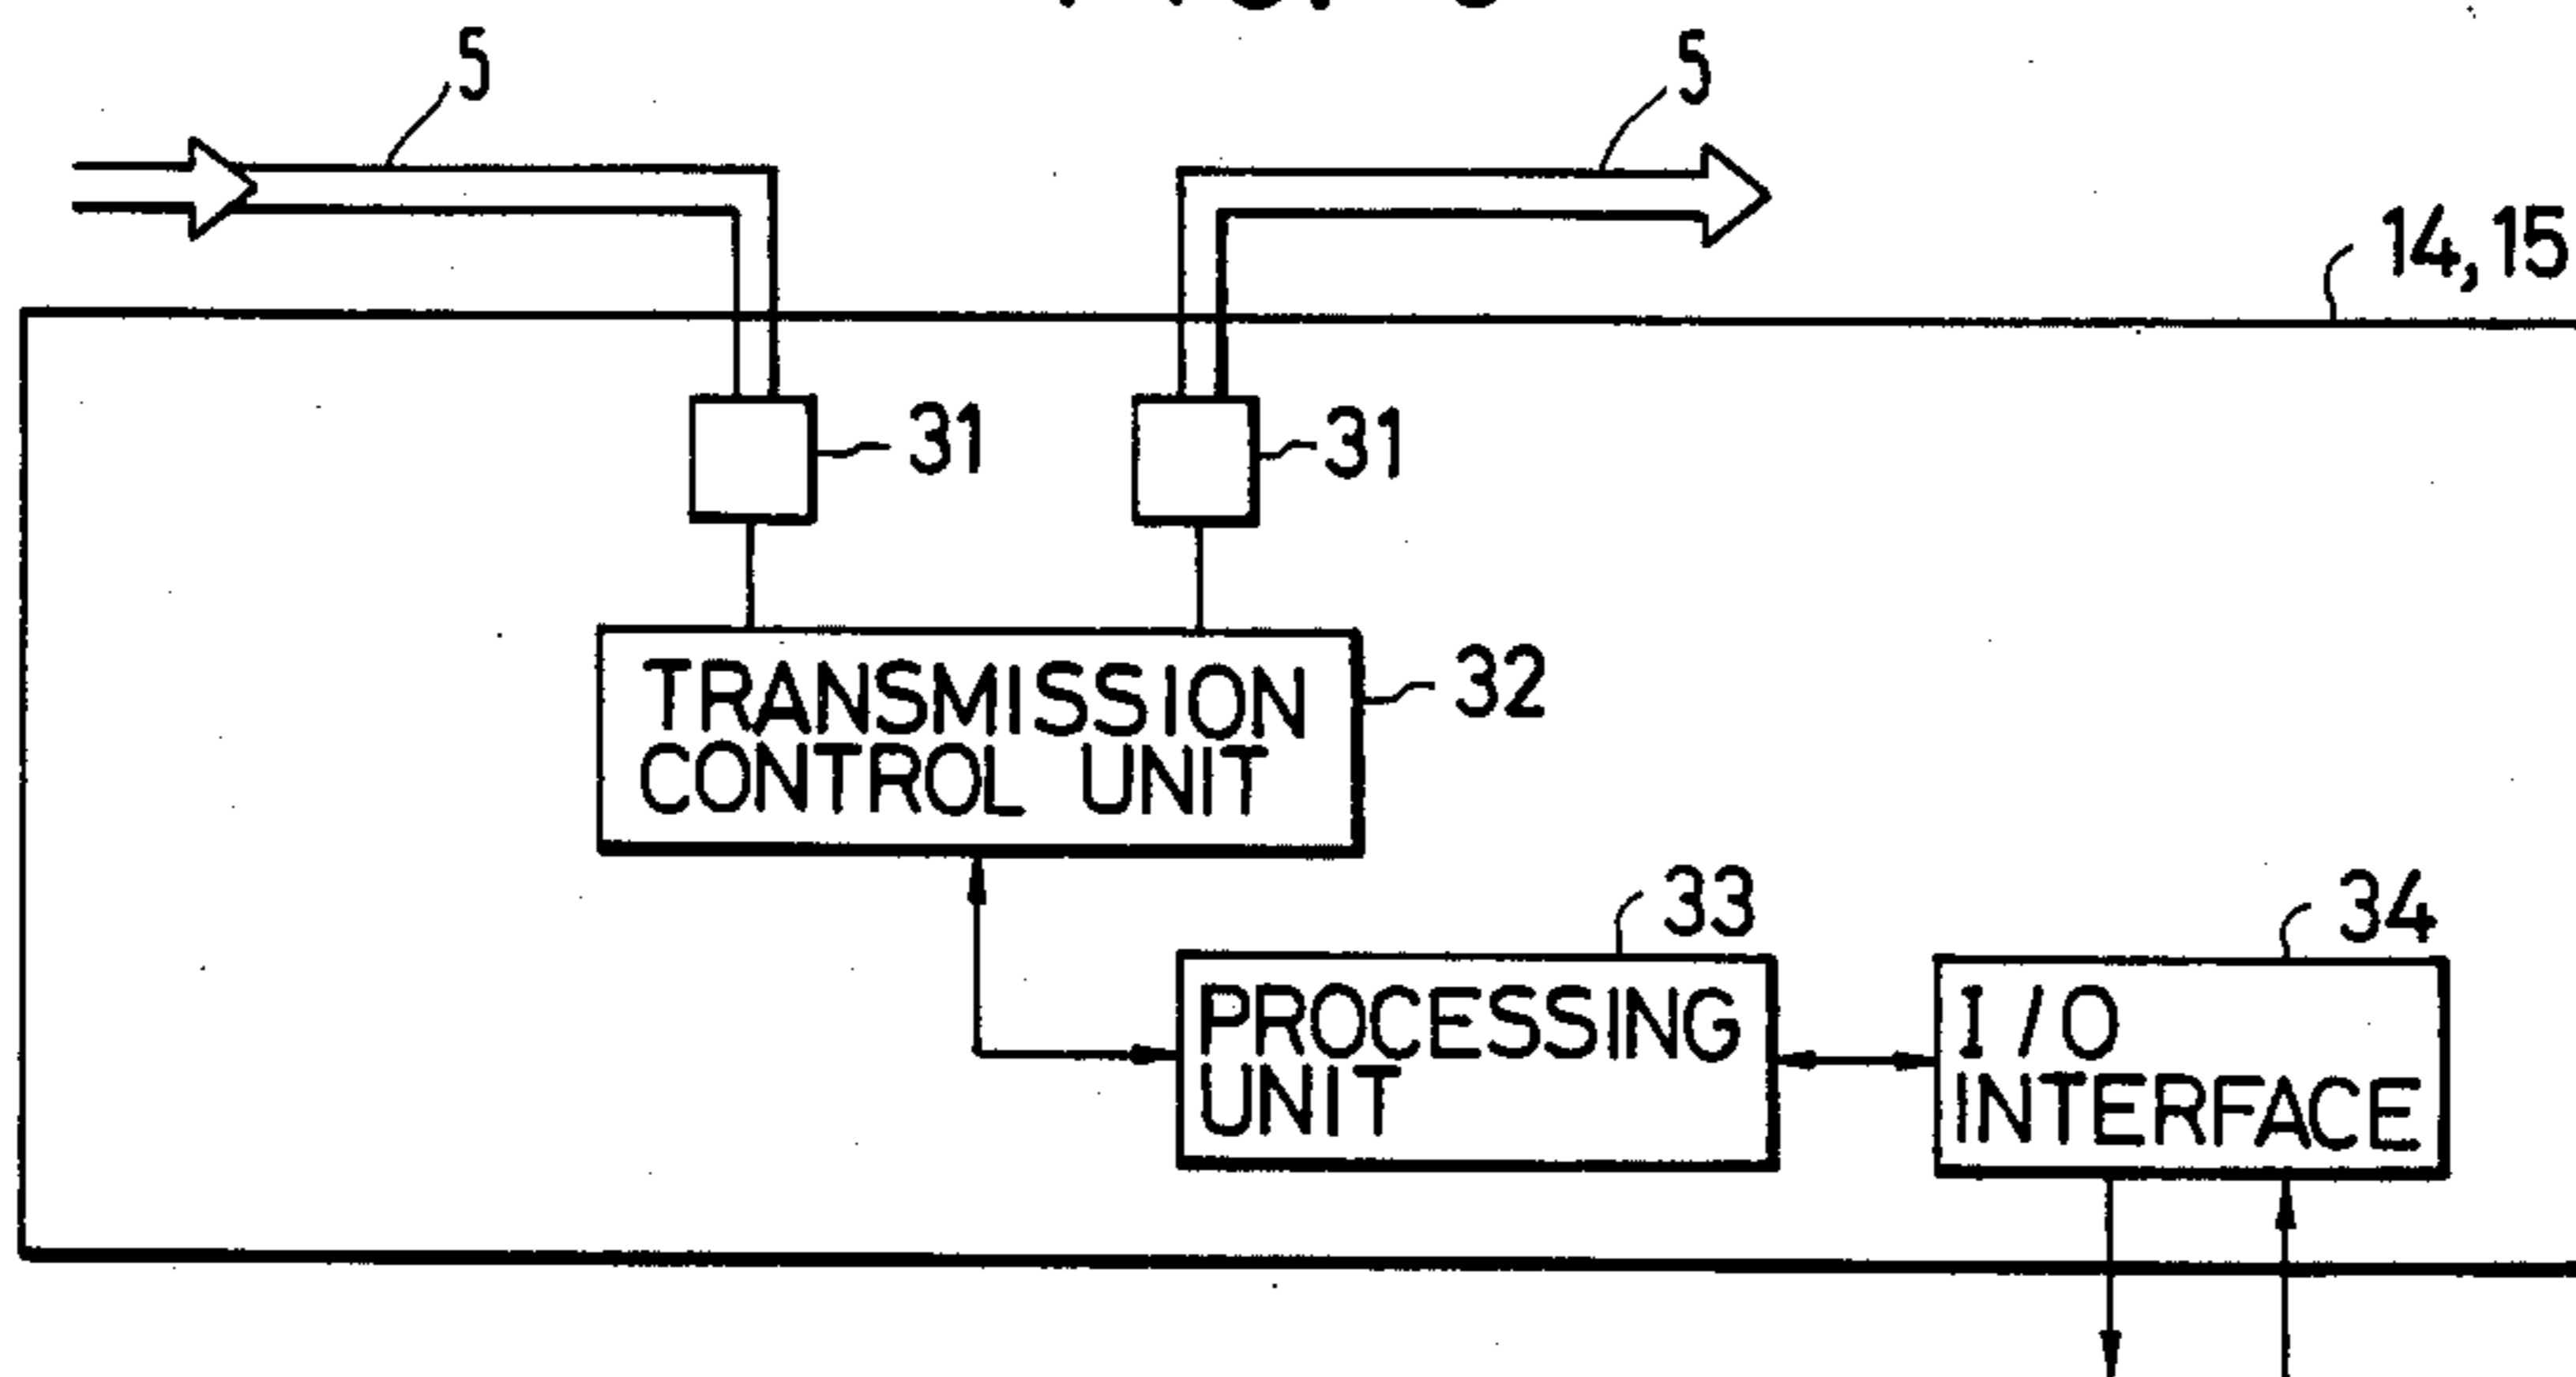 5
5
14,15
31
31
TRANSMISSION
CONTROL UNIT
32
33
34
PROCESSING
UNIT
I/O
INTERFACE